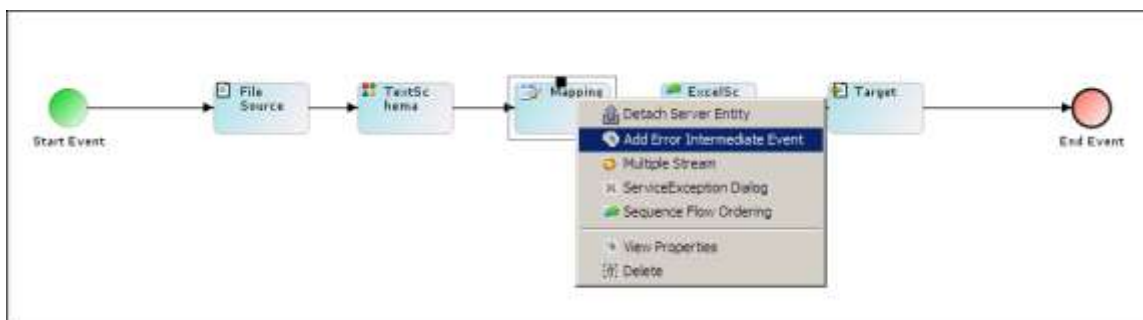 File
Source
TextSc
hema
Mapping
ExcelSc
Target
Start Event
End Event
Detach Server Entity
Add Error Intermediate Event
Multiple Stream
ServiceException Dialog
Sequence Flow Ordering
View Properties
Delete